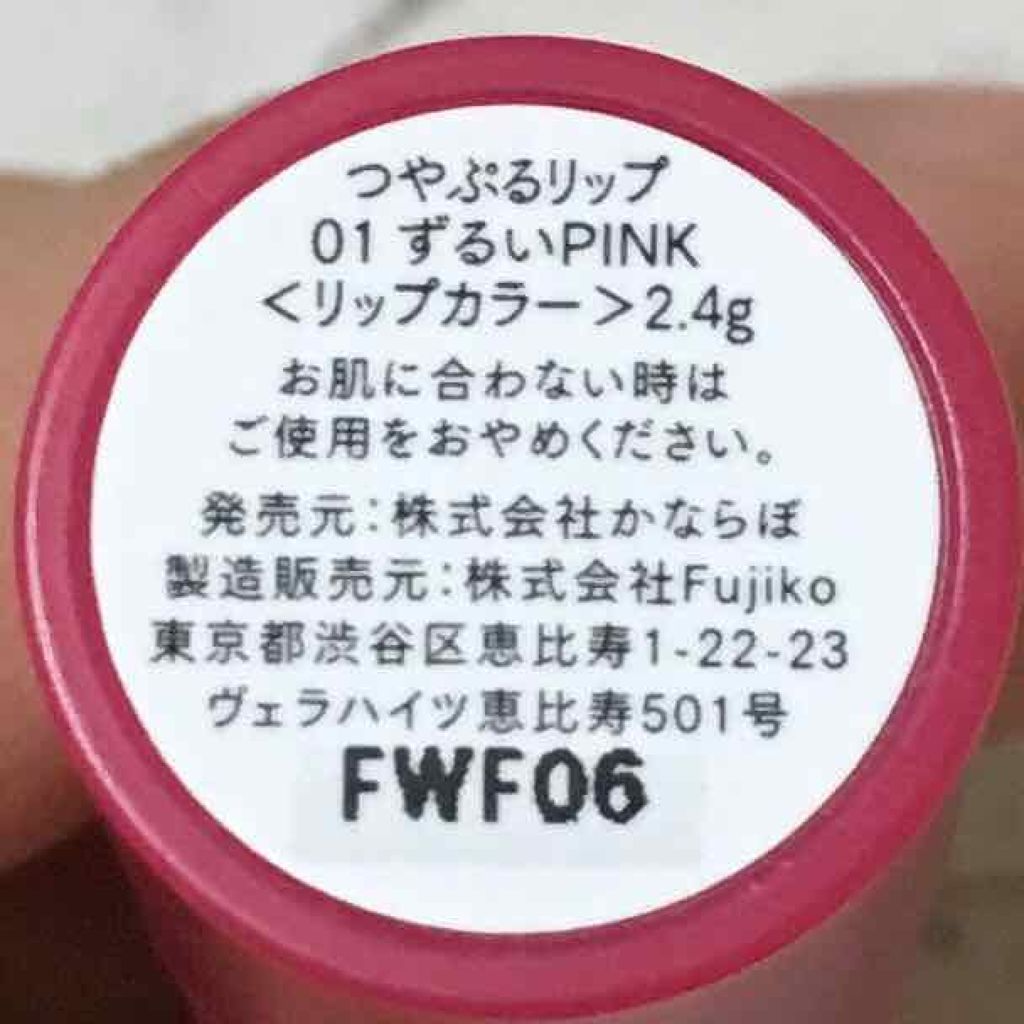 つやぷるリップ
01 ずるいPINK
＜リップカラー＞2.4g
お肌に合わない時は
ご使用をおやめください。
発売元：株式会社かならぼ
製造販売元：株式会社Fujiko
東京都渋谷区恵比寿1-22-23
ヴェラハイツ恵比寿501号
FWF06